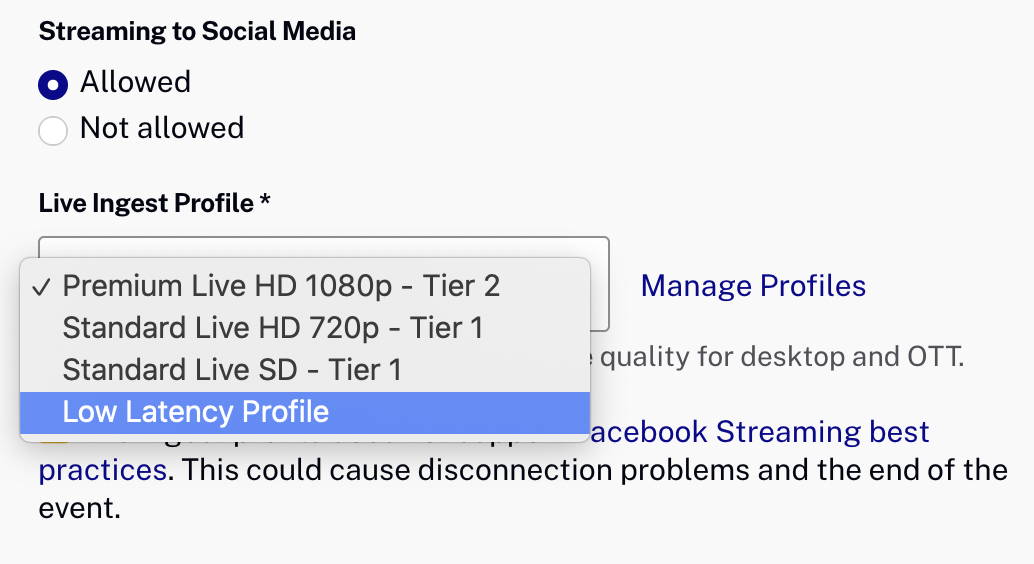 Streaming to Social Media
Allowed
Not allowed
Live Ingest Profile *
✓ Premium Live HD 1080p - Tier 2
Standard Live HD 720p - Tier 1
Standard Live SD - Tier 1
Low Latency Profile
Manage Profiles
quality for desktop and OTT.
acebook Streaming best
practices. This could cause disconnection problems and the end of the
event.